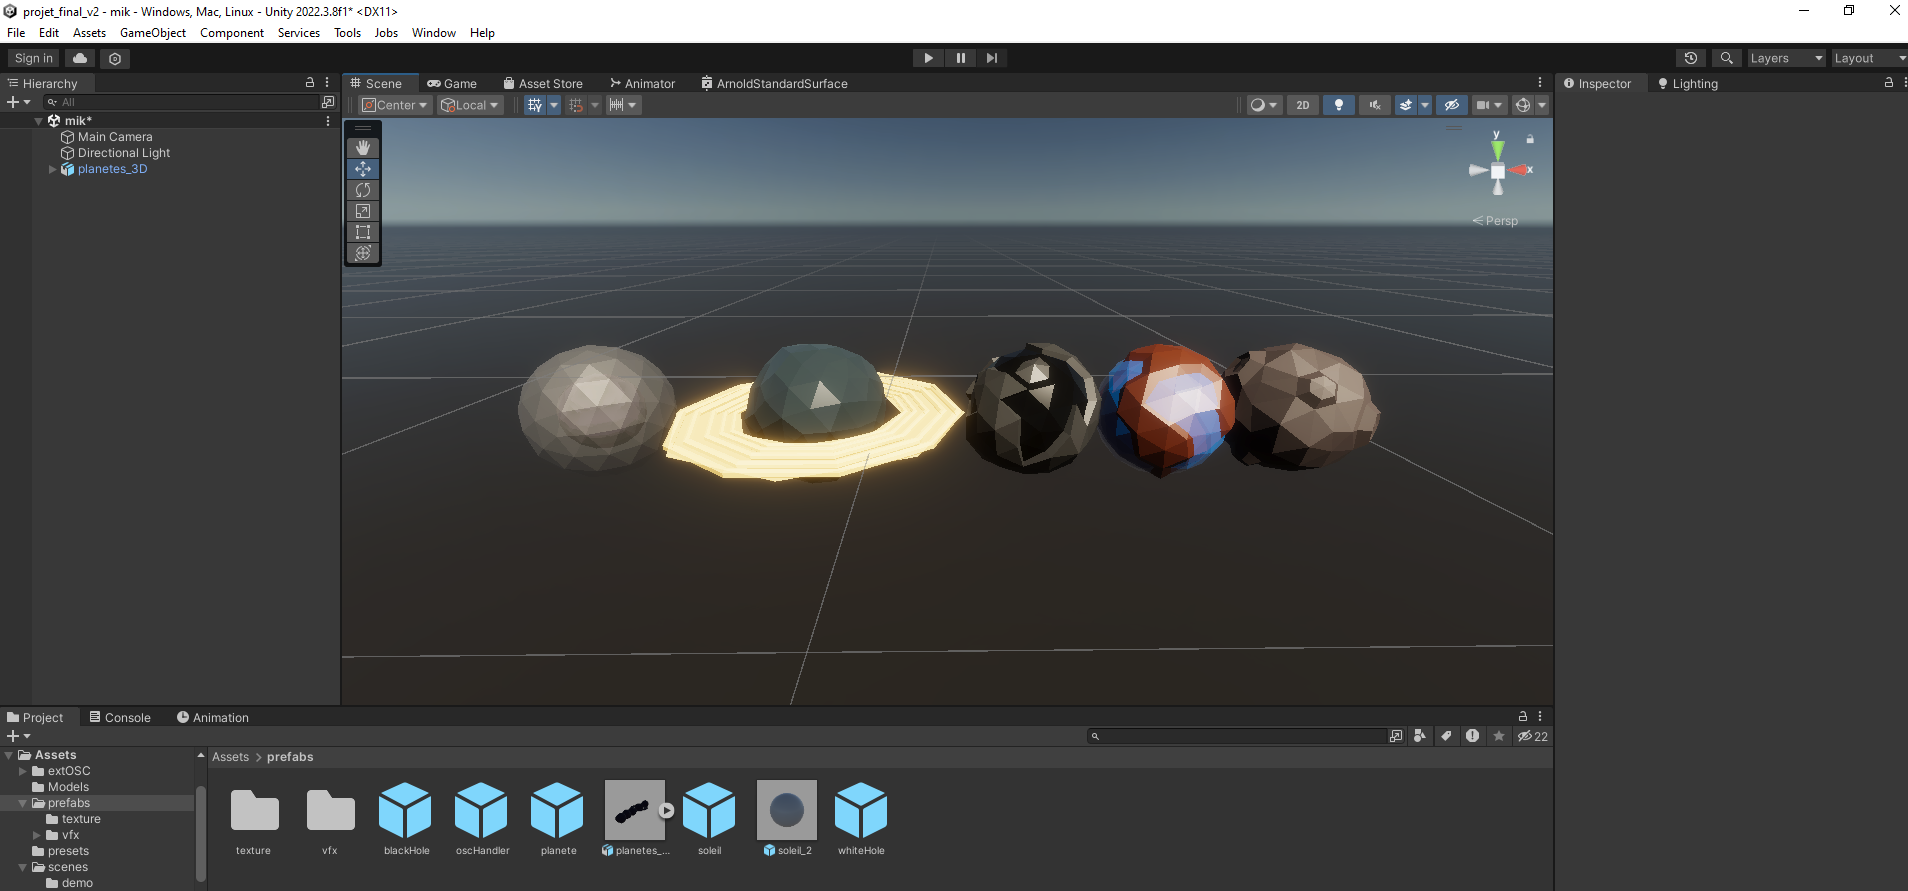 projet_final_v2 - mik - Windows, Mac, Linux - Unity 2022.3.8f1* <DX11>
File Edit Assets GameObject Component Services Tools Jobs Window Help
Sign in
Layers
Layout
Hierarchy
All
mik*
Main Camera
Directional Light
planetes_3D
Scene Game Asset Store Animator ArnoldStandardSurface
Center Local
2D
y
x
Persp
Inspector Lighting
Project Console Animation
22
Assets
extOSC
Models
prefabs
texture
vfx
presets
scenes
demo
Assets > prefabs
texture vfx blackHole oscHandler planete planetes_... soleil soleil_2 whiteHole